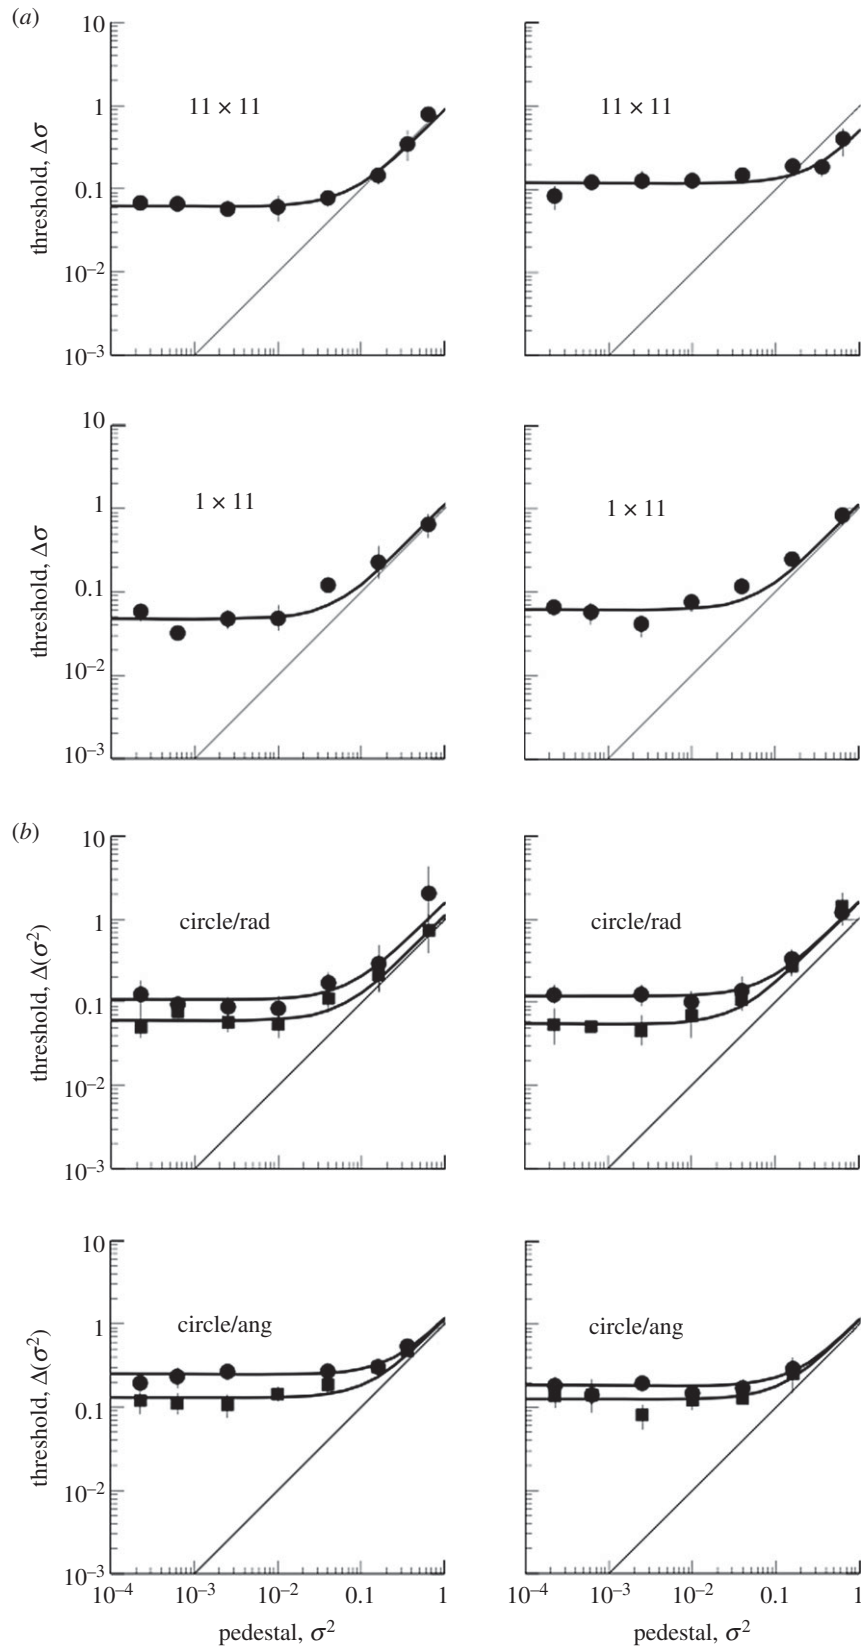 (a)
10
1
0.1
10⁻²
10⁻³
threshold, Δσ
11 × 11
11 × 11
10
1
0.1
10⁻²
10⁻³
threshold, Δσ
1 × 11
1 × 11
(b)
10
1
0.1
10⁻²
10⁻³
threshold, Δ(σ²)
circle/rad
circle/rad
10
1
0.1
10⁻²
10⁻³
threshold, Δ(σ²)
circle/ang
circle/ang
10⁻⁴ 10⁻³ 10⁻² 0.1 1
10⁻⁴ 10⁻³ 10⁻² 0.1 1
pedestal, σ²
pedestal, σ²